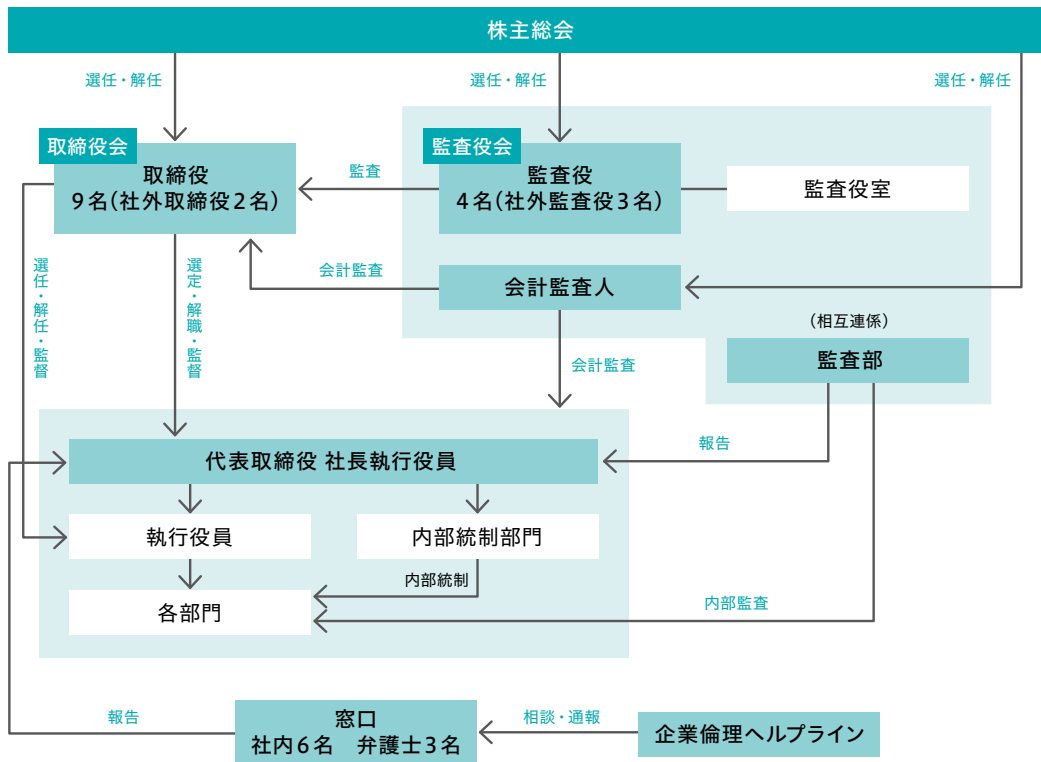 株主総会
選任・解任
選任・解任
選任・解任
取締役会
取締役
9名（社外取締役2名）
監査
監査役会
監査役
4名（社外監査役3名）
監査役室
会計監査
会計監査人
（相互連係）
監査部
選任・解任・監督
選定・解職・監督
会計監査
報告
代表取締役 社長執行役員
執行役員
内部統制部門
内部統制
各部門
内部監査
報告
窓口
社内6名　弁護士3名
相談・通報
企業倫理ヘルプライン